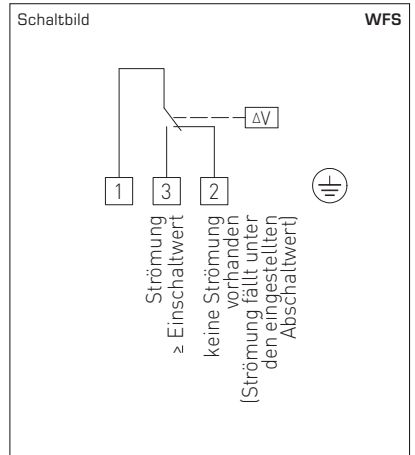 Schaltbild
WFS
ΔV
1
3
2
Strömung
≥ Einschaltwert
keine Strömung
vorhanden
(Strömung fällt unter
den eingestellten
Abschaltwert)